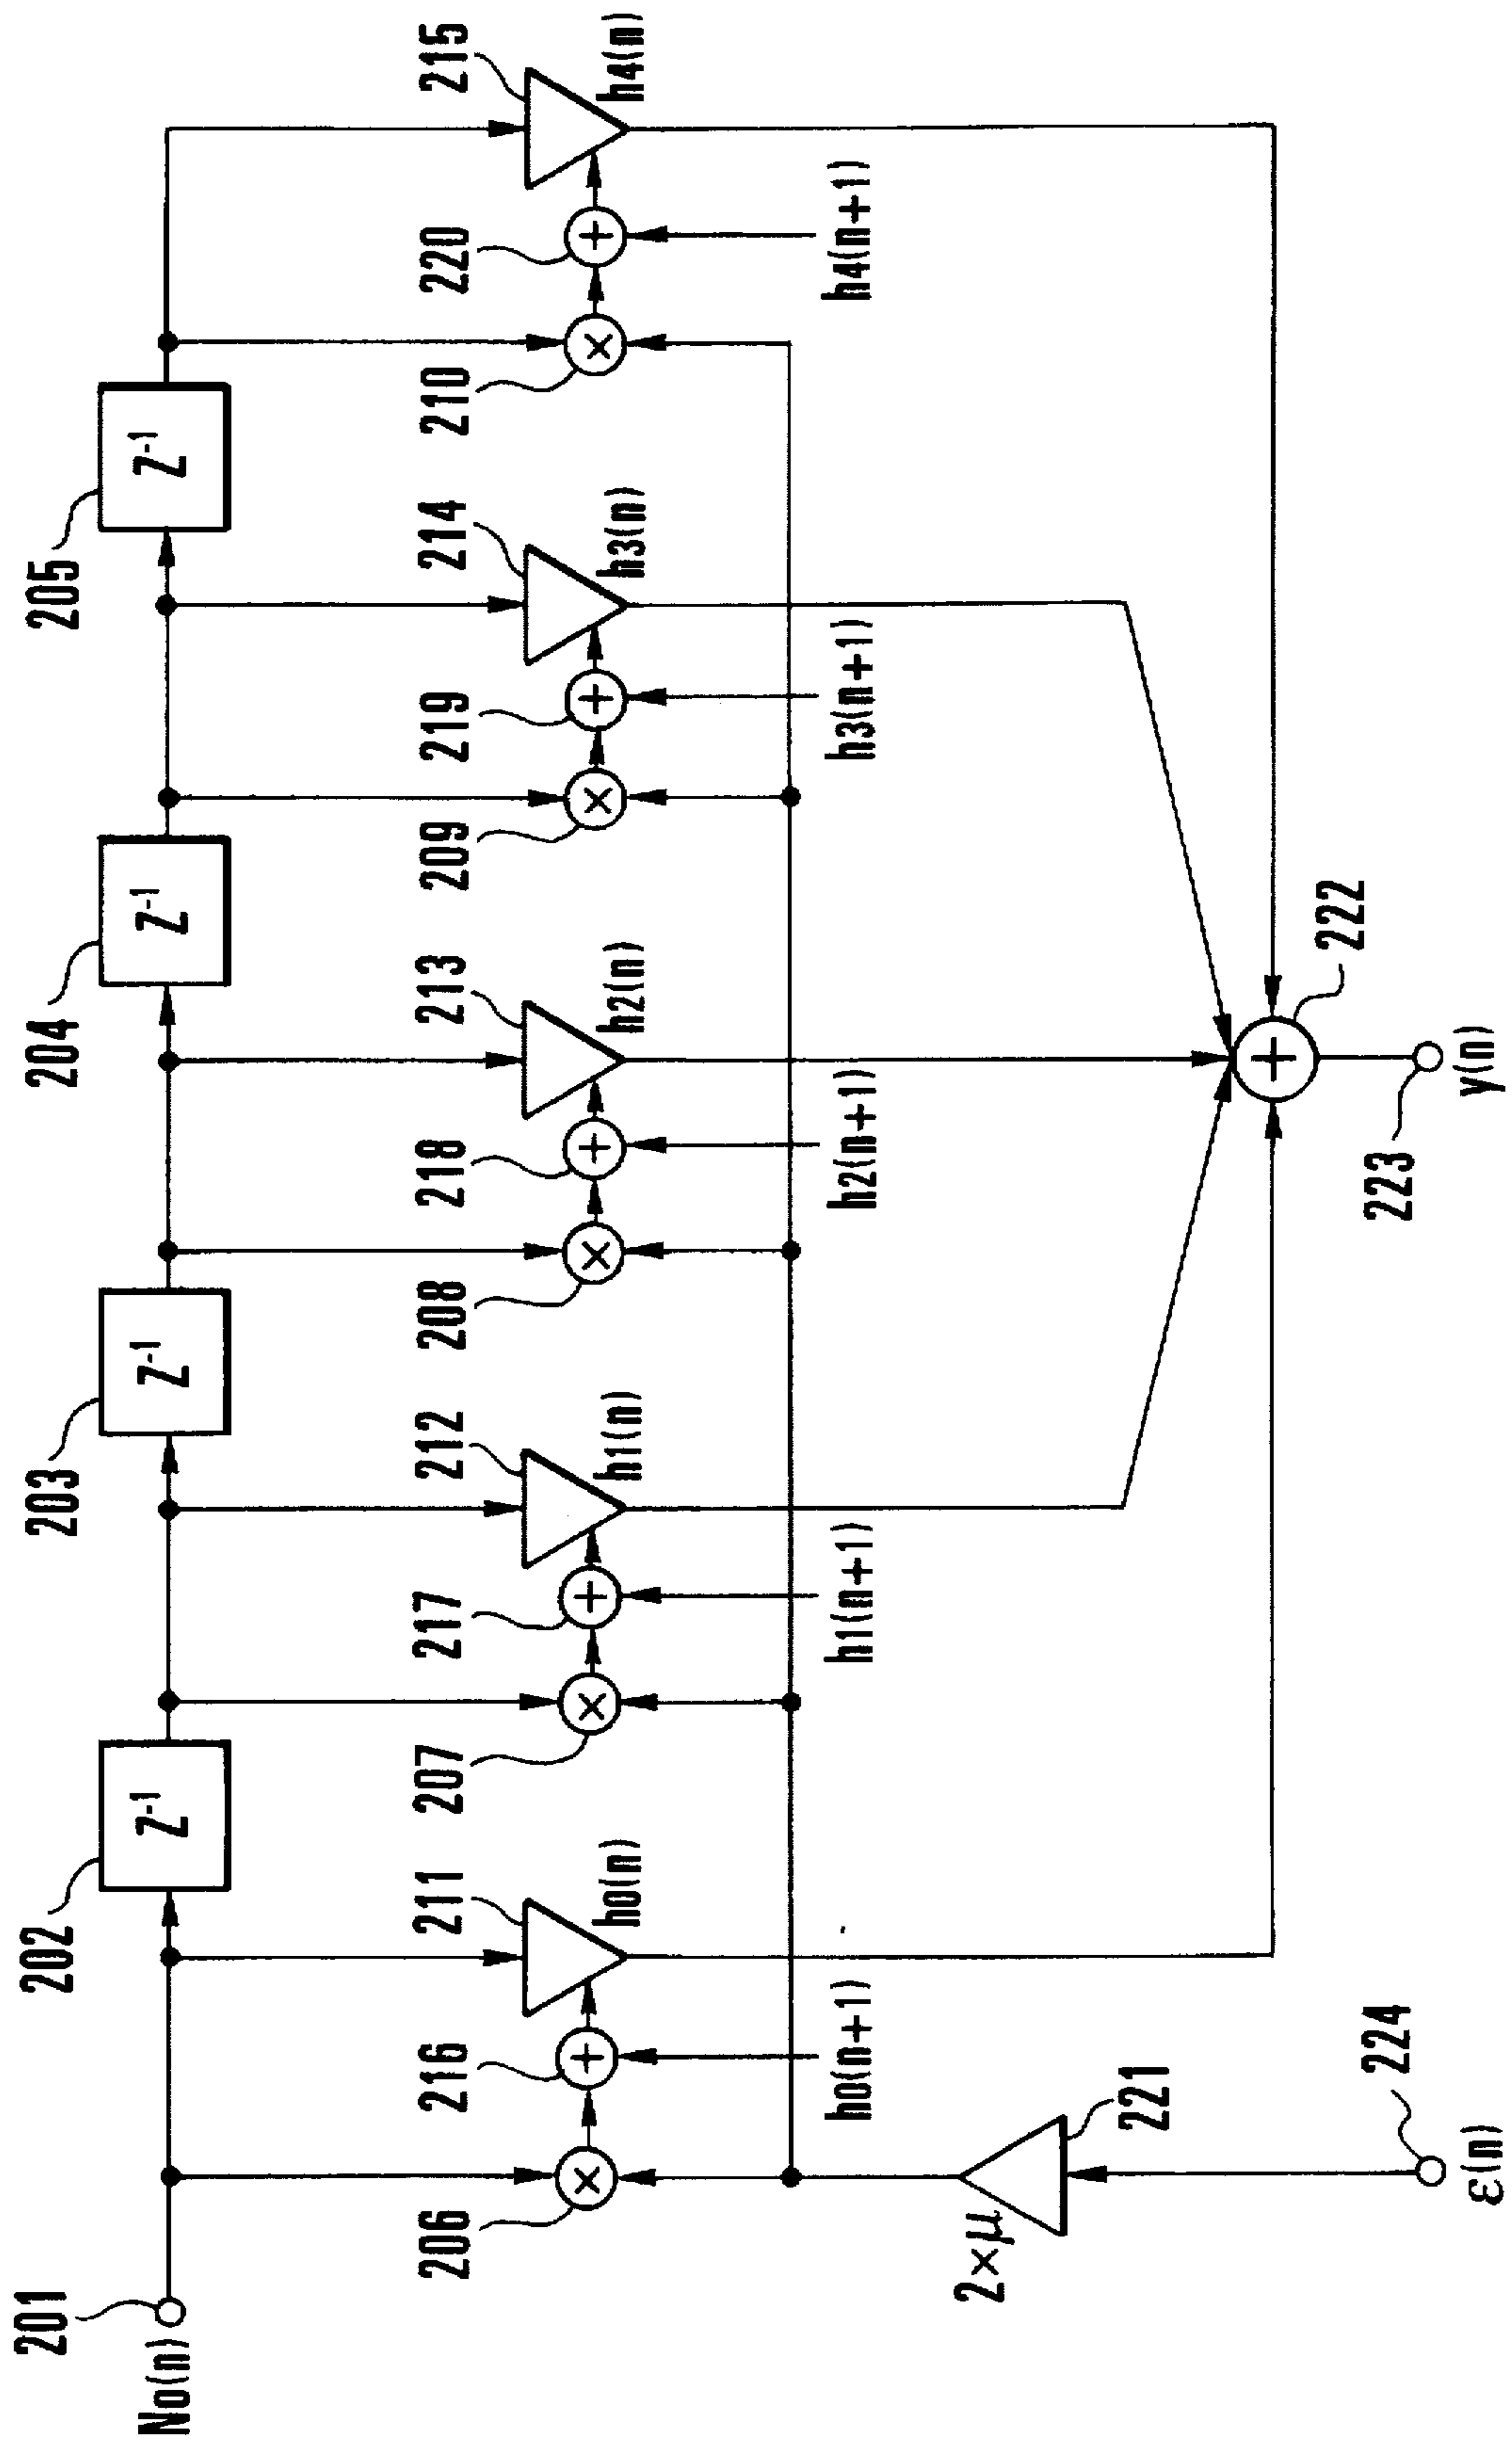 201
No(n)
202
203
204
205
Z⁻¹
Z⁻¹
Z⁻¹
Z⁻¹
206
216
211
207
217
212
208
218
213
209
219
214
210
220
215
×
+
×
+
×
+
×
+
×
+
h0(n)
h1(n)
h2(n)
h3(n)
h4(n)
h0(n+1)
h1(n+1)
h2(n+1)
h3(n+1)
h4(n+1)
2×μ
221
224
ε(n)
+
222
223
y(n)